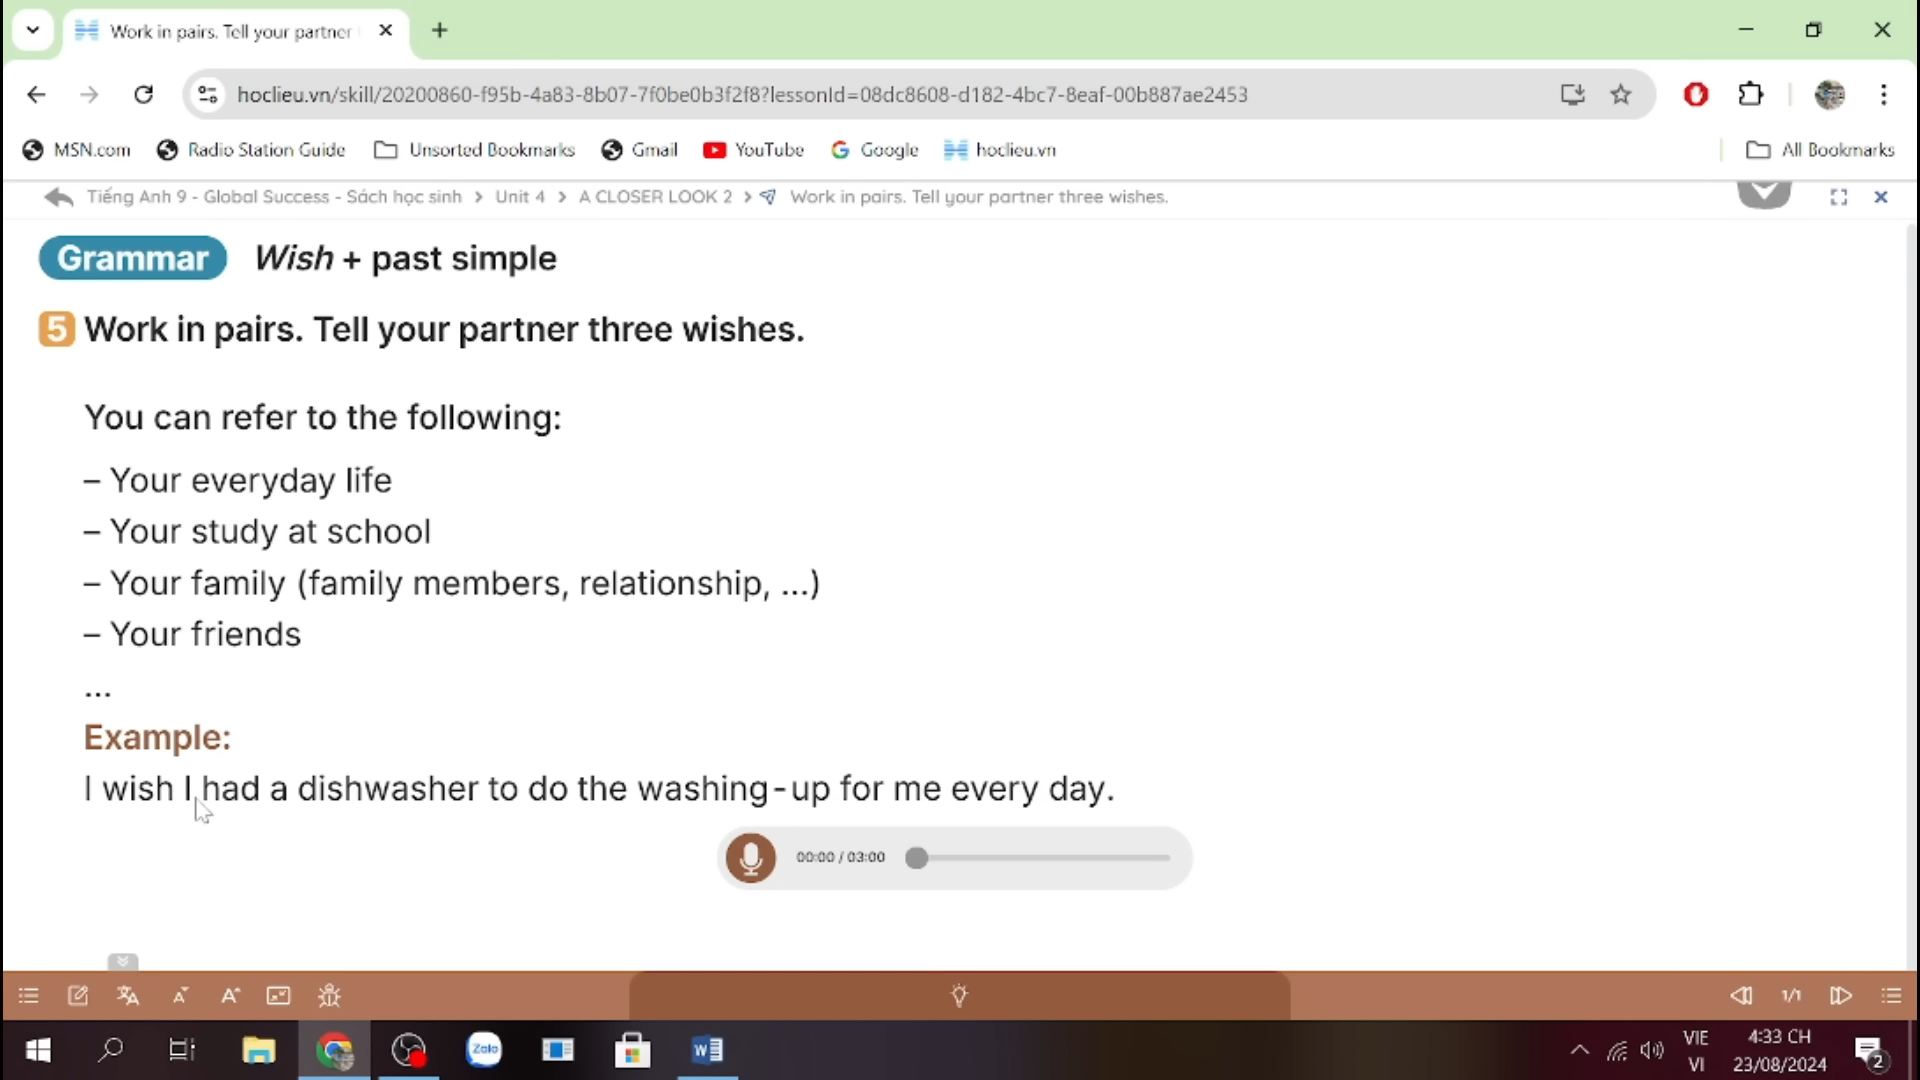 Work in pairs. Tell your partner
hoclieu.vn/skill/20200860-f95b-4a83-8b07-7f0be0b3f2f8?lessonId=08dc8608-d182-4bc7-8eaf-00b887ae2453
MSN.com Radio Station Guide Unsorted Bookmarks Gmail YouTube Google hoclieu.vn All Bookmarks
Tiếng Anh 9 - Global Success - Sách học sinh > Unit 4 > A CLOSER LOOK 2 > Work in pairs. Tell your partner three wishes.
Grammar Wish + past simple
5 Work in pairs. Tell your partner three wishes.
You can refer to the following:
– Your everyday life
– Your study at school
– Your family (family members, relationship, ...)
– Your friends
...
Example:
I wish I had a dishwasher to do the washing-up for me every day.
00:00 / 03:00
1/1
Zalo
VIE
VI
4:33 CH
23/08/2024
2